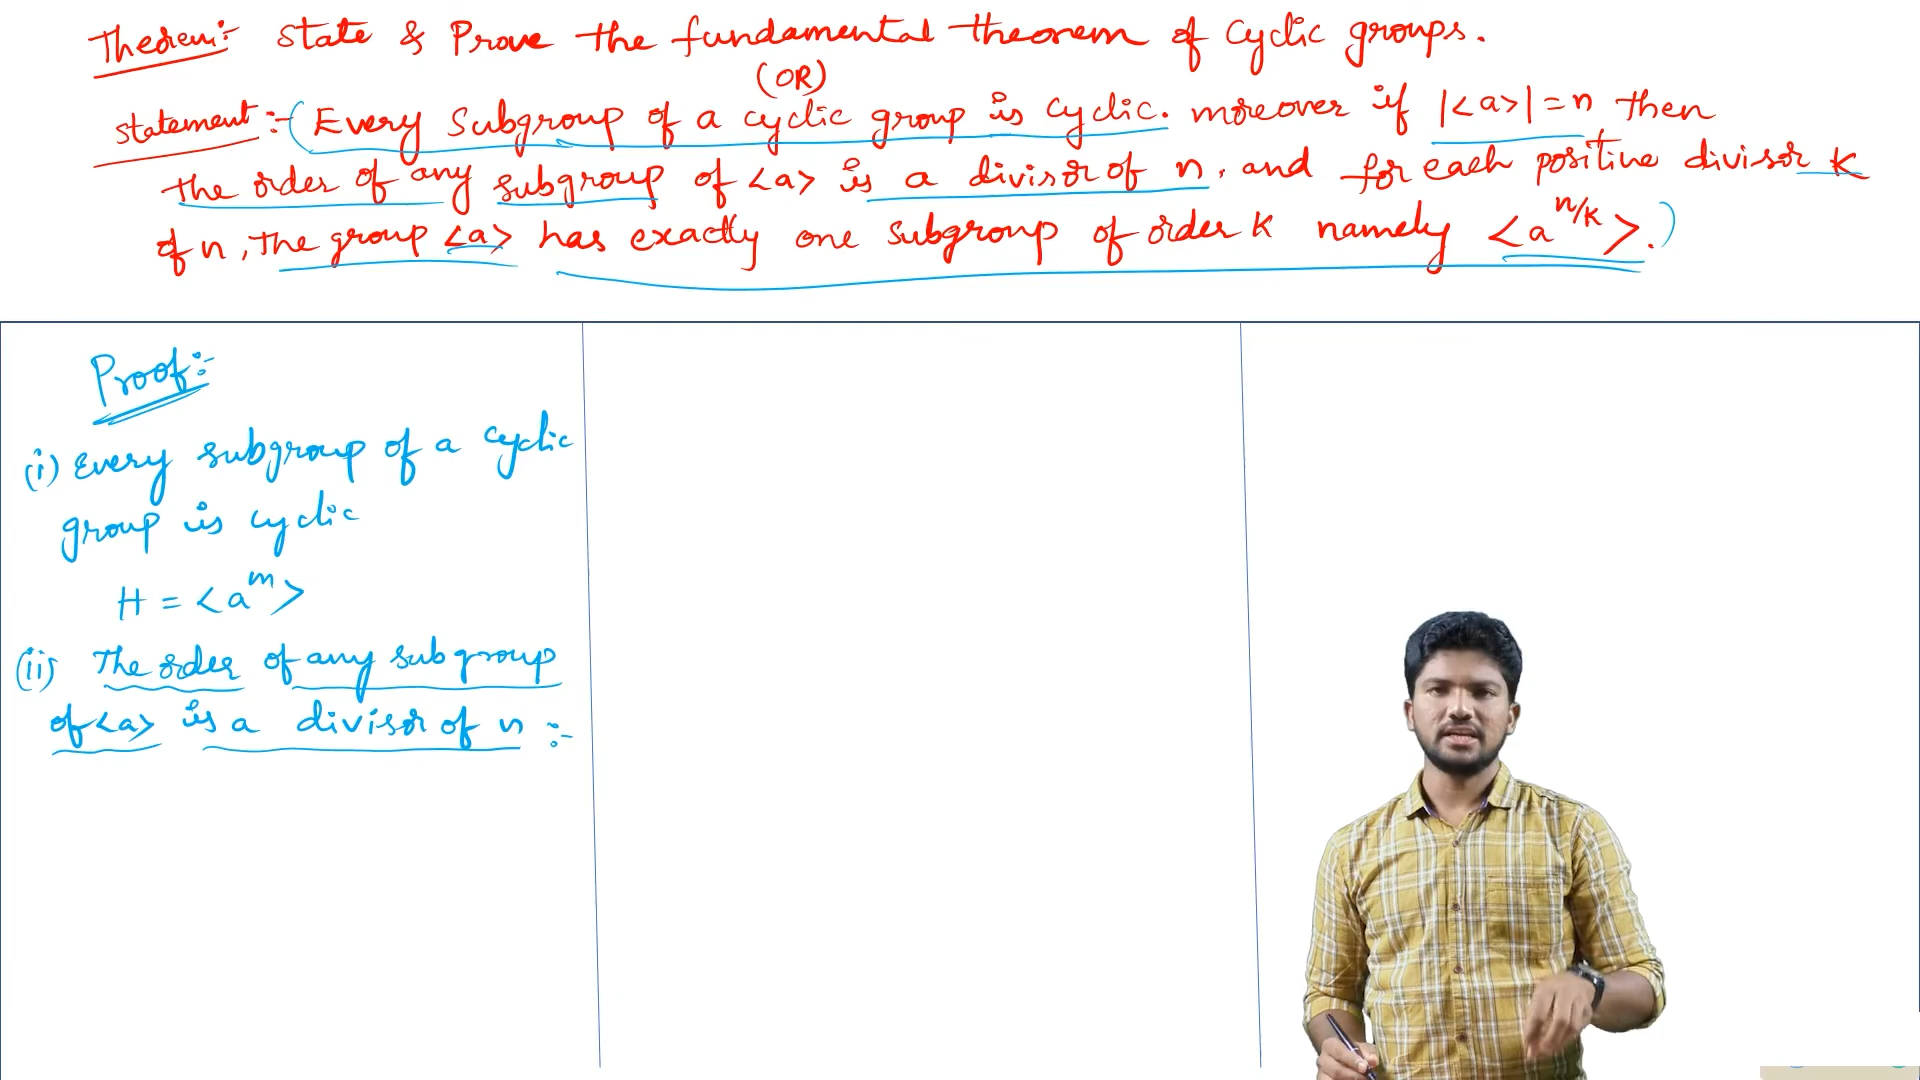 Theorem:- State & Prove the fundamental theorem of Cyclic groups.
(OR)
Statement:- (Every Subgroup of a cyclic group is cyclic. moreover if |<a>| = n then
the order of any subgroup of <a> is a divisor of n, and for each positive divisor K
of n, the group <a> has exactly one subgroup of order K namely <a^{n/k}>.)
Proof:-
(i) Every subgroup of a cyclic
group is cyclic
H = <a^m>
(ii) The order of any subgroup
of <a> is a divisor of n :-